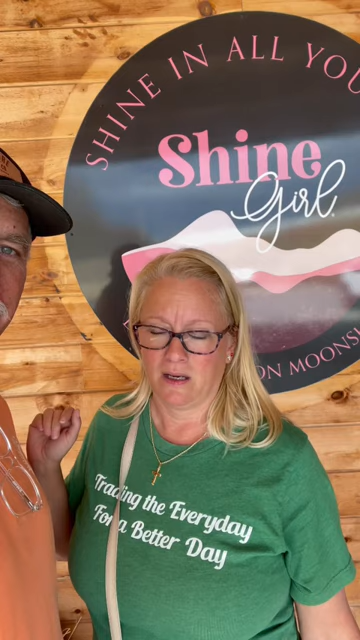 SHINE IN ALL YOU
Shine
Girl
ON MOONSH
Trading the Everyday
For a Better Day